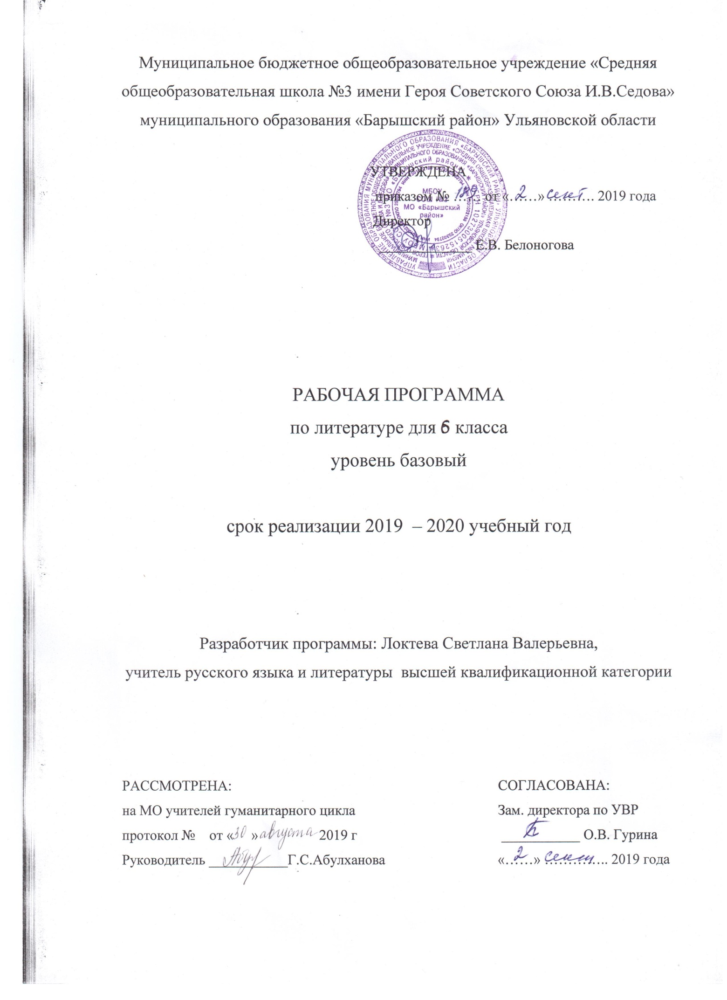 Муниципальное бюджетное общеобразовательное учреждение «Средняя
общеобразовательная школа №3 имени Героя Советского Союза И.В.Седова»
муниципального образования «Барышский район» Ульяновской области
УТВЕРЖДЕНА
приказом № 189 от «2» сент 2019 года
МБОУ
СОШ №3
МО «Барышский
район»
Директор
____________ Е.В. Белоногова
РАБОЧАЯ ПРОГРАММА
по литературе для 6 класса
уровень базовый
срок реализации 2019 – 2020 учебный год
Разработчик программы: Локтева Светлана Валерьевна,
учитель русского языка и литературы высшей квалификационной категории
РАССМОТРЕНА:
на МО учителей гуманитарного цикла
протокол № от «30» августа 2019 г
Руководитель ___________Г.С.Абулханова
СОГЛАСОВАНА:
Зам. директора по УВР
___________ О.В. Гурина
«…2…» сент 2019 года